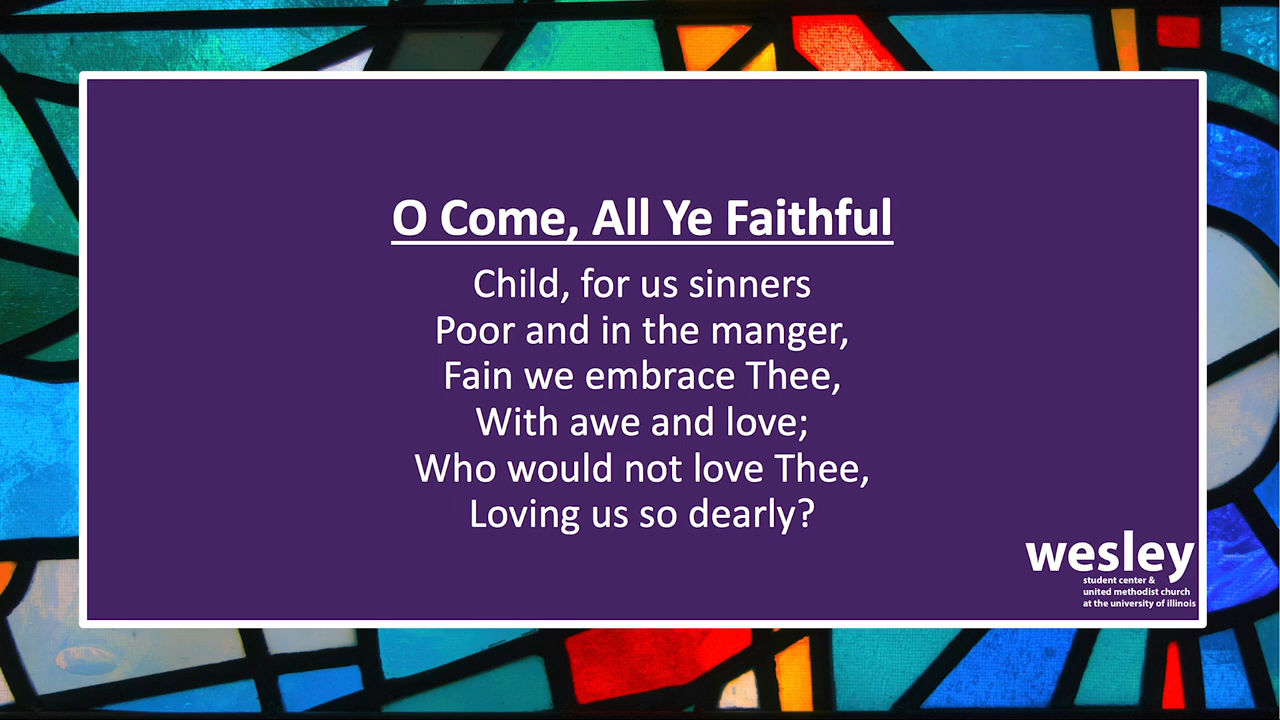 O Come, All Ye Faithful
Child, for us sinners
Poor and in the manger,
Fain we embrace Thee,
With awe and love;
Who would not love Thee,
Loving us so dearly?
wesley
student center &
united methodist church
at the university of illinois